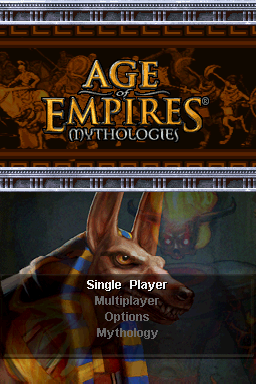 AGE
of
EMPIRES®
MYTHOLOGIES
Single Player
Multiplayer
Options
Mythology